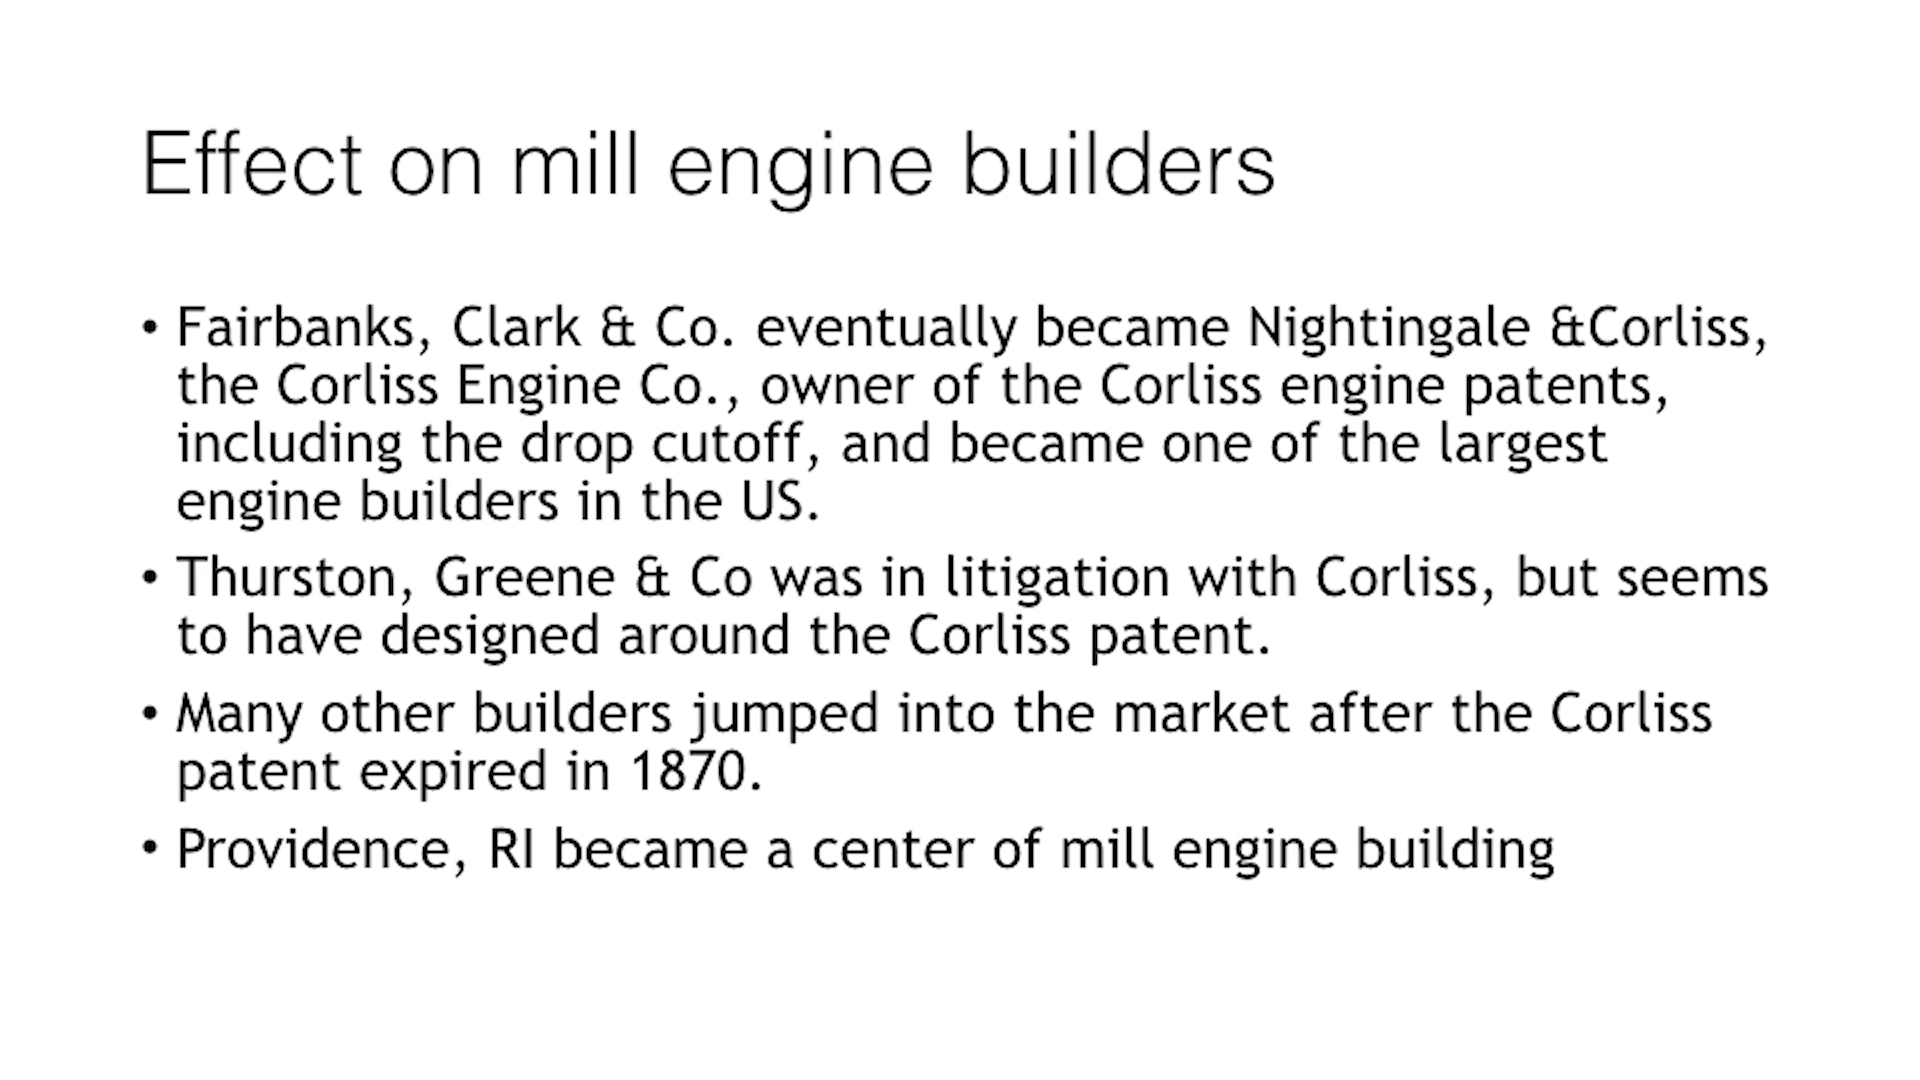 Effect on mill engine builders
• Fairbanks, Clark & Co. eventually became Nightingale &Corliss,
the Corliss Engine Co., owner of the Corliss engine patents,
including the drop cutoff, and became one of the largest
engine builders in the US.
• Thurston, Greene & Co was in litigation with Corliss, but seems
to have designed around the Corliss patent.
• Many other builders jumped into the market after the Corliss
patent expired in 1870.
• Providence, RI became a center of mill engine building